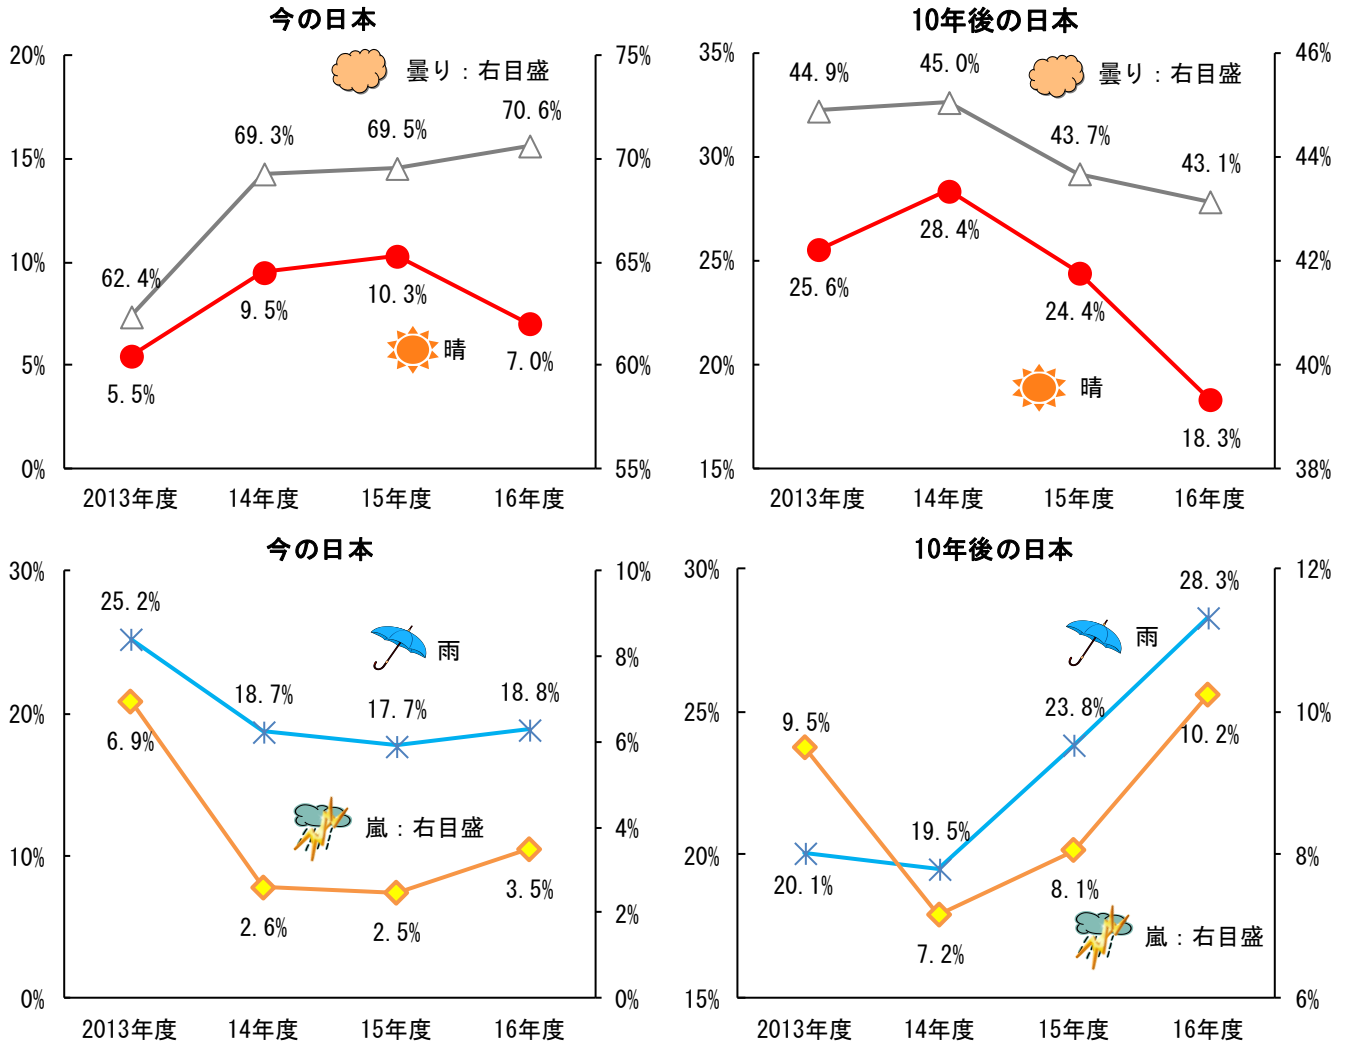 今の日本
20%
15%
10%
5%
0%
75%
70%
65%
60%
55%
曇り：右目盛
62.4%
69.3%
69.5%
70.6%
5.5%
9.5%
10.3%
7.0%
晴
2013年度
14年度
15年度
16年度
10年後の日本
35%
30%
25%
20%
15%
46%
44%
42%
40%
38%
曇り：右目盛
44.9%
45.0%
43.7%
43.1%
25.6%
28.4%
24.4%
18.3%
晴
2013年度
14年度
15年度
16年度
今の日本
30%
20%
10%
0%
10%
8%
6%
4%
2%
0%
25.2%
18.7%
17.7%
18.8%
雨
6.9%
2.6%
2.5%
3.5%
嵐：右目盛
2013年度
14年度
15年度
16年度
10年後の日本
30%
25%
20%
15%
12%
10%
8%
6%
28.3%
雨
23.8%
19.5%
20.1%
9.5%
7.2%
8.1%
10.2%
嵐：右目盛
2013年度
14年度
15年度
16年度